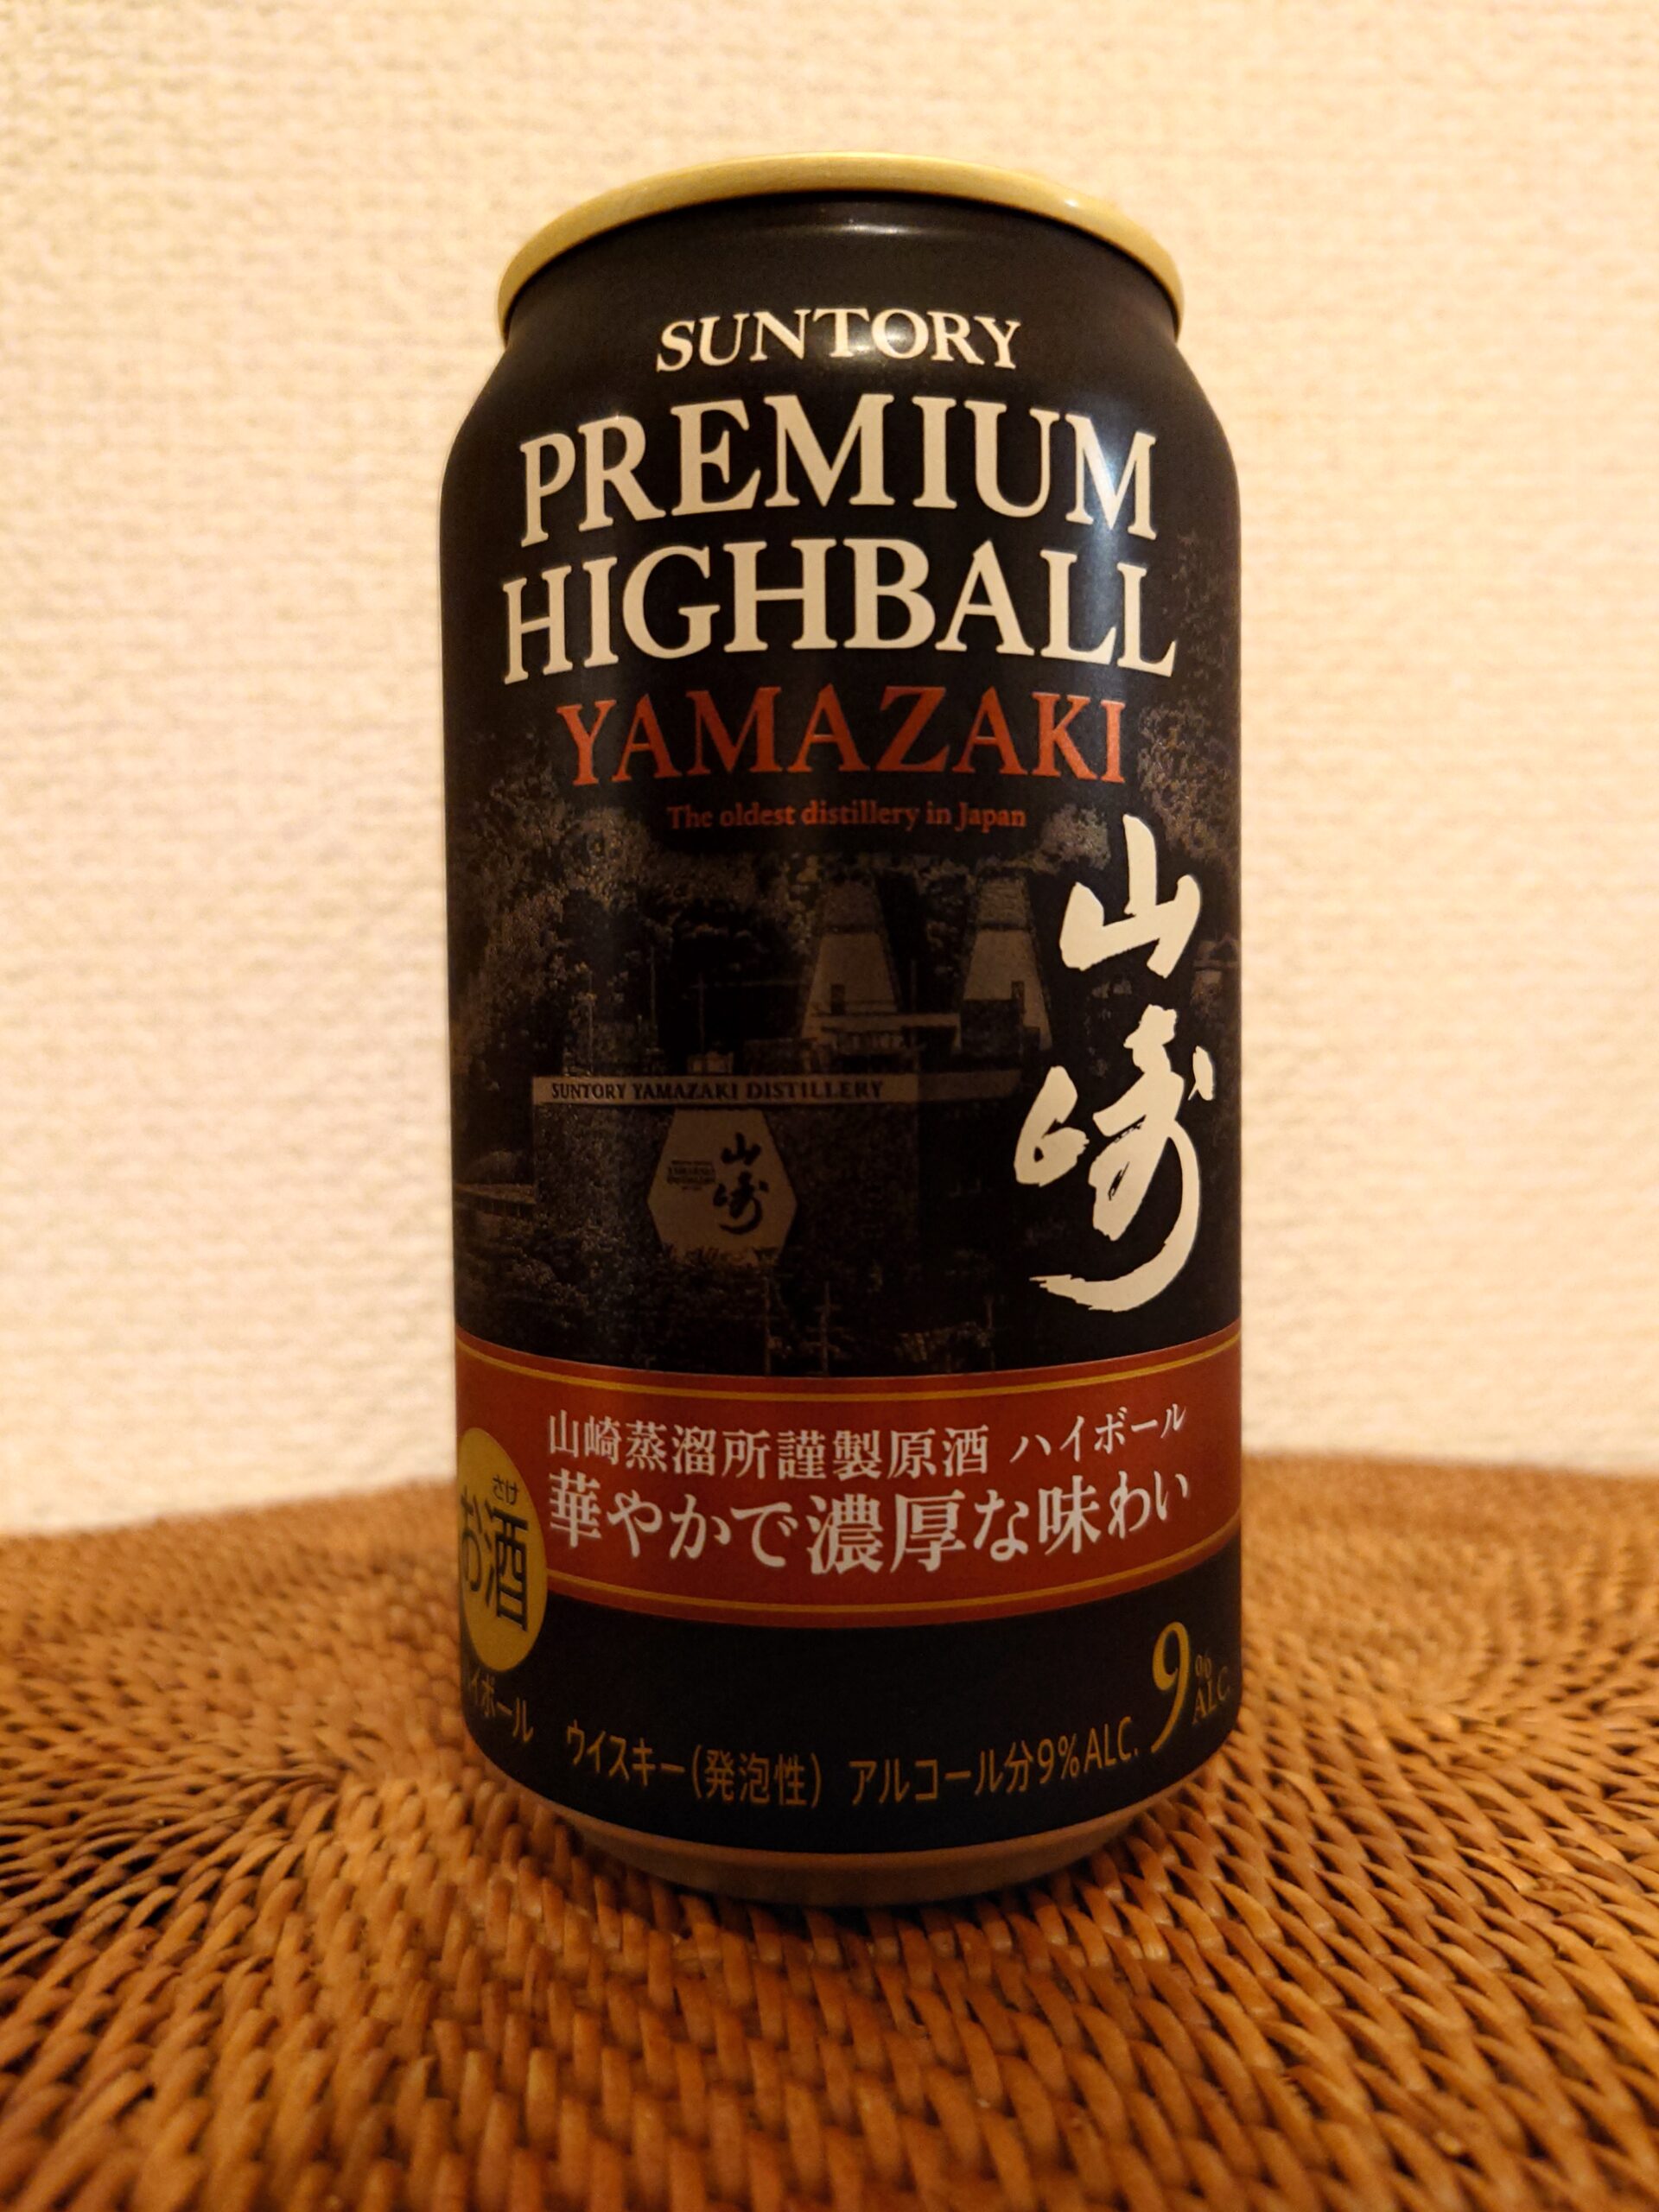 SUNTORY
PREMIUM
HIGHBALL
YAMAZAKI
The oldest distillery in Japan
山崎
SUNTORY YAMAZAKI DISTILLERY
山崎
山崎蒸溜所謹製原酒 ハイボール
華やかで濃厚な味わい
さけ
お酒
9% ALC.
イボール ウイスキー(発泡性) アルコール分9%ALC.